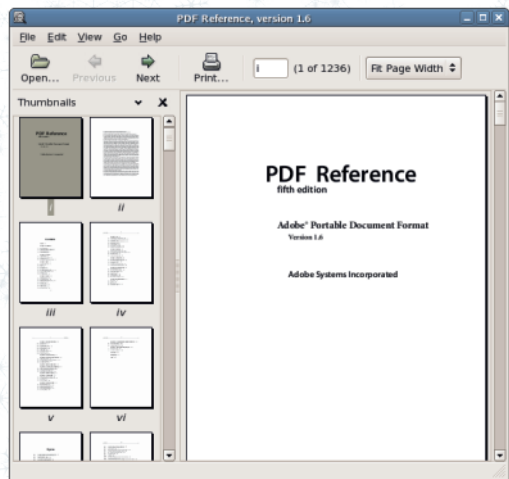 PDF Reference, version 1.6
File Edit View Go Help
Open... Previous Next Print... i (1 of 1236) Fit Page Width
Thumbnails
PDF Reference
i ii
iii iv
v vi
PDF Reference
fifth edition
Adobe® Portable Document Format
Version 1.6
Adobe Systems Incorporated